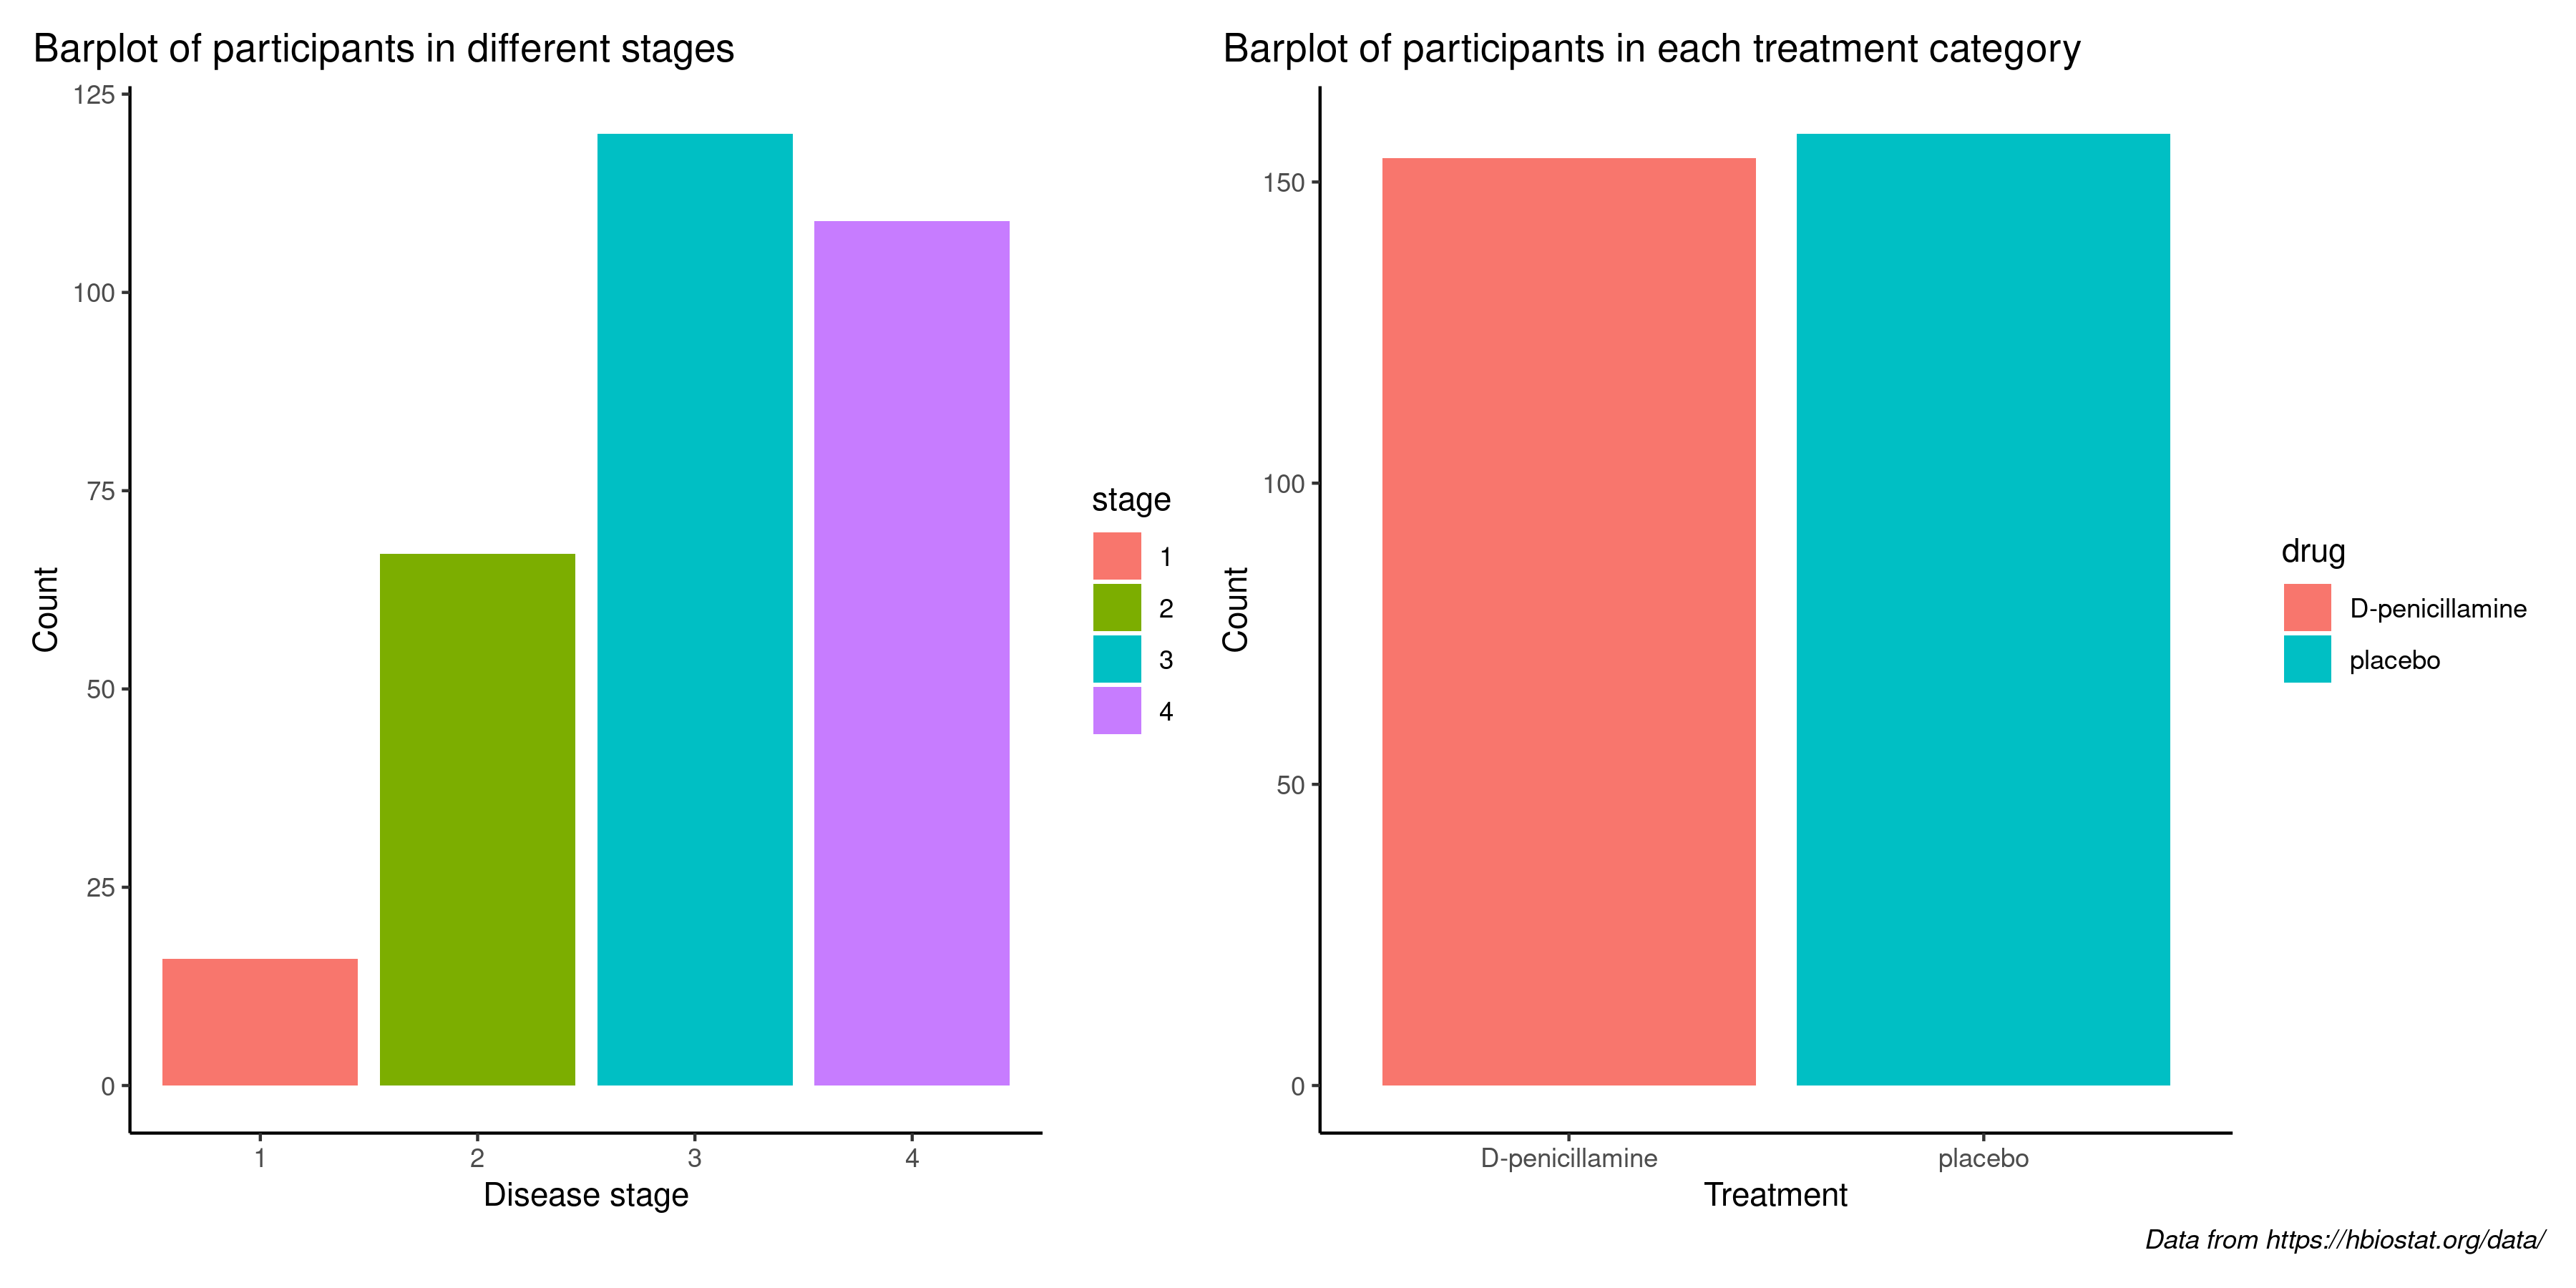 Barplot of participants in different stages
125
100
75
50
25
0
Count
1
2
3
4
Disease stage
stage
1
2
3
4
Barplot of participants in each treatment category
150
100
50
0
Count
D-penicillamine
placebo
Treatment
drug
D-penicillamine
placebo
Data from https://hbiostat.org/data/